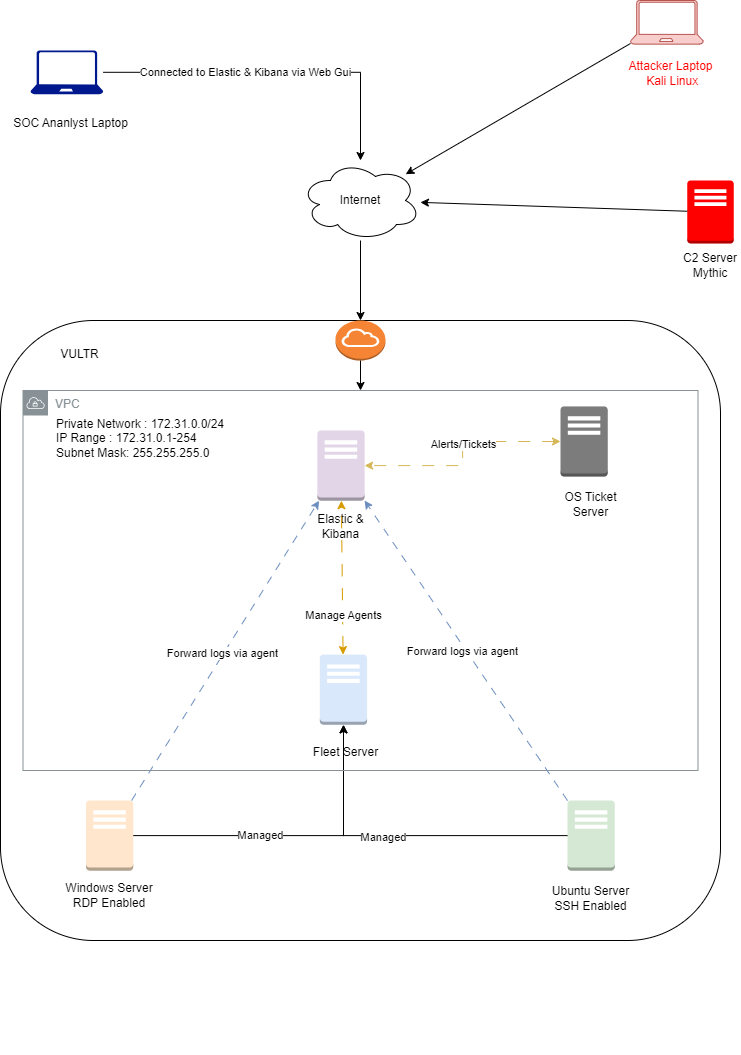 Attacker Laptop
Kali Linux
Connected to Elastic & Kibana via Web Gui
SOC Ananlyst Laptop
Internet
C2 Server
Mythic
VULTR
VPC
Private Network : 172.31.0.0/24
IP Range : 172.31.0.1-254
Subnet Mask: 255.255.255.0
Alerts/Tickets
OS Ticket
Server
Elastic &
Kibana
Manage Agents
Forward logs via agent
Forward logs via agent
Fleet Server
Managed
Managed
Windows Server
RDP Enabled
Ubuntu Server
SSH Enabled